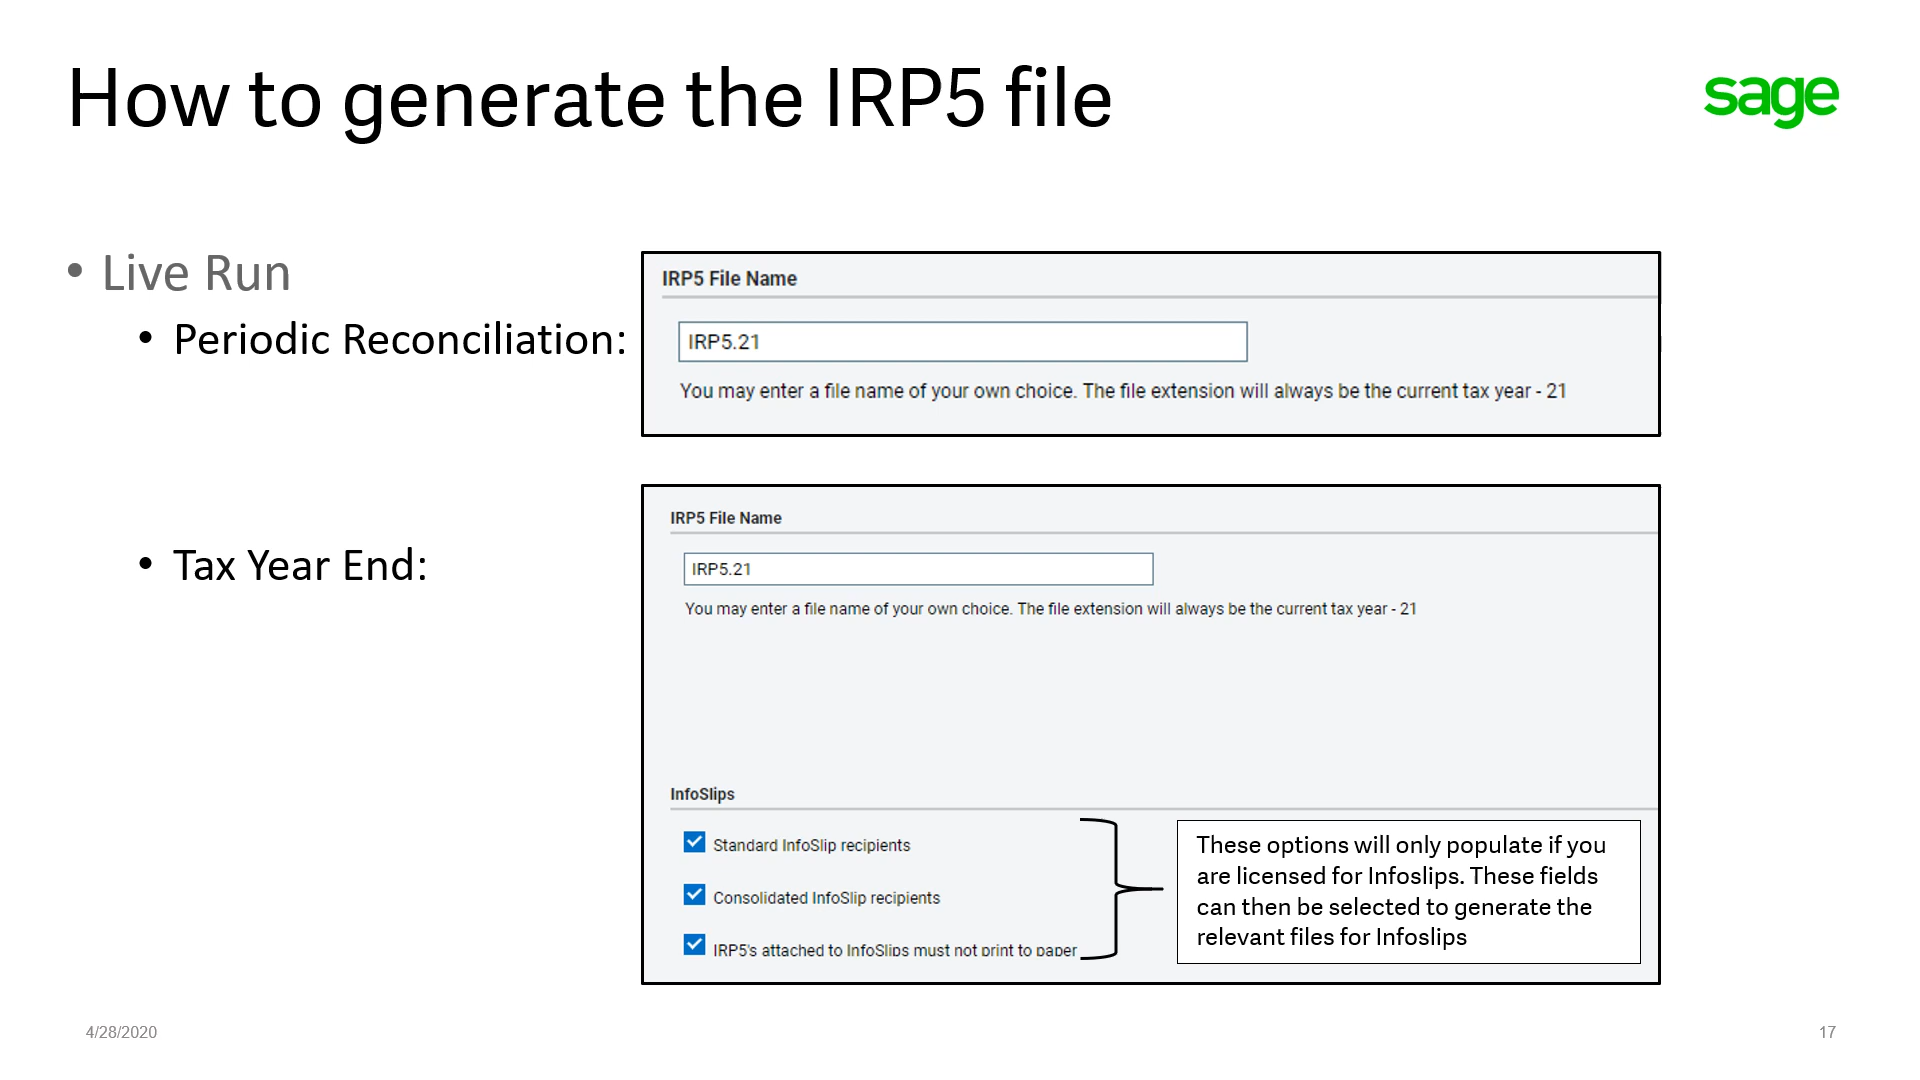 How to generate the IRP5 file
sage
• Live Run
• Periodic Reconciliation:
IRP5 File Name
IRP5.21
You may enter a file name of your own choice. The file extension will always be the current tax year - 21
• Tax Year End:
IRP5 File Name
IRP5.21
You may enter a file name of your own choice. The file extension will always be the current tax year - 21
InfoSlips
Standard InfoSlip recipients
Consolidated InfoSlip recipients
IRP5's attached to InfoSlips must not print to paper
These options will only populate if you
are licensed for Infoslips. These fields
can then be selected to generate the
relevant files for Infoslips
4/28/2020
17